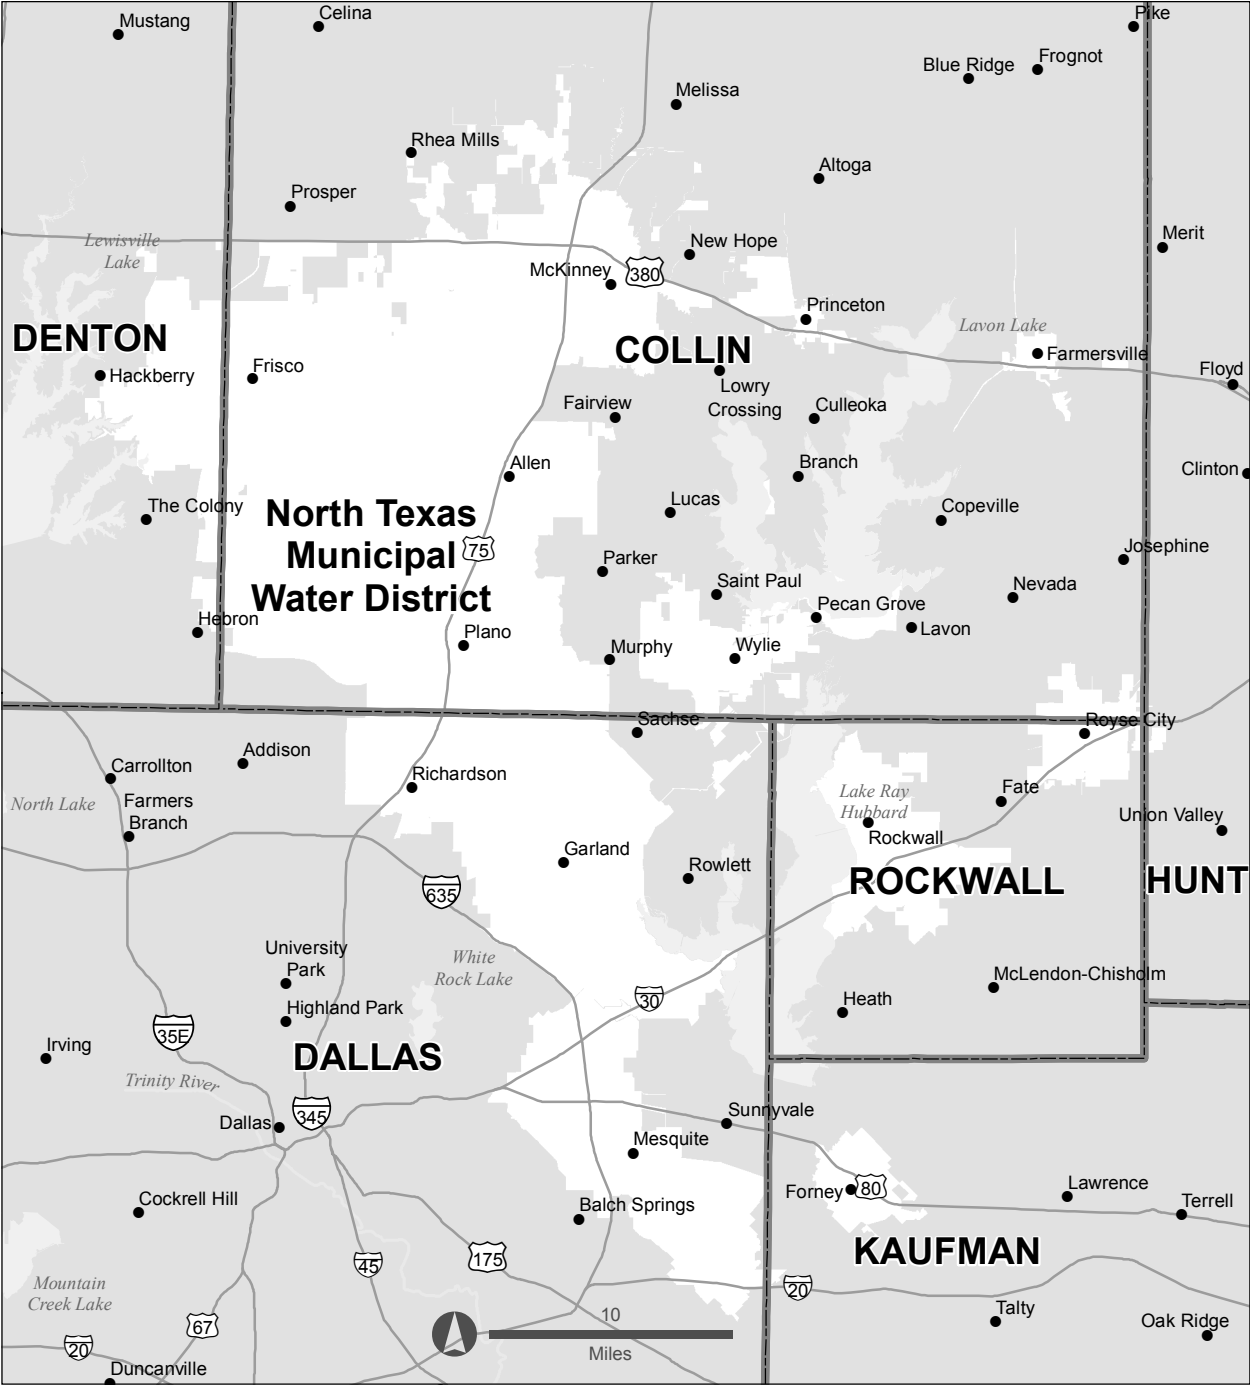 Mustang
Celina
Pike
Blue Ridge
Frognot
Melissa
Rhea Mills
Altoga
Prosper
Lewisville
Lake
New Hope
Merit
McKinney
380
Princeton
Lavon Lake
DENTON
COLLIN
Farmersville
Hackberry
Frisco
Floyd
Lowry
Crossing
Fairview
Culleoka
Allen
Branch
Clinton
The Colony
North Texas
Municipal
Water District
Lucas
Copeville
75
Parker
Josephine
Saint Paul
Nevada
Pecan Grove
Hebron
Plano
Lavon
Murphy
Wylie
Sachse
Royse City
Addison
Carrollton
Richardson
North Lake
Farmers
Branch
Lake Ray
Hubbard
Fate
Rockwall
Union Valley
Garland
Rowlett
ROCKWALL
HUNT
635
University
Park
White
Rock Lake
McLendon-Chisholm
Highland Park
30
Heath
35E
Irving
DALLAS
Trinity River
345
Dallas
Sunnyvale
Mesquite
Forney
80
Lawrence
Terrell
Cockrell Hill
Balch Springs
KAUFMAN
45
175
20
Mountain
Creek Lake
67
10
Miles
Talty
Oak Ridge
20
Duncanville